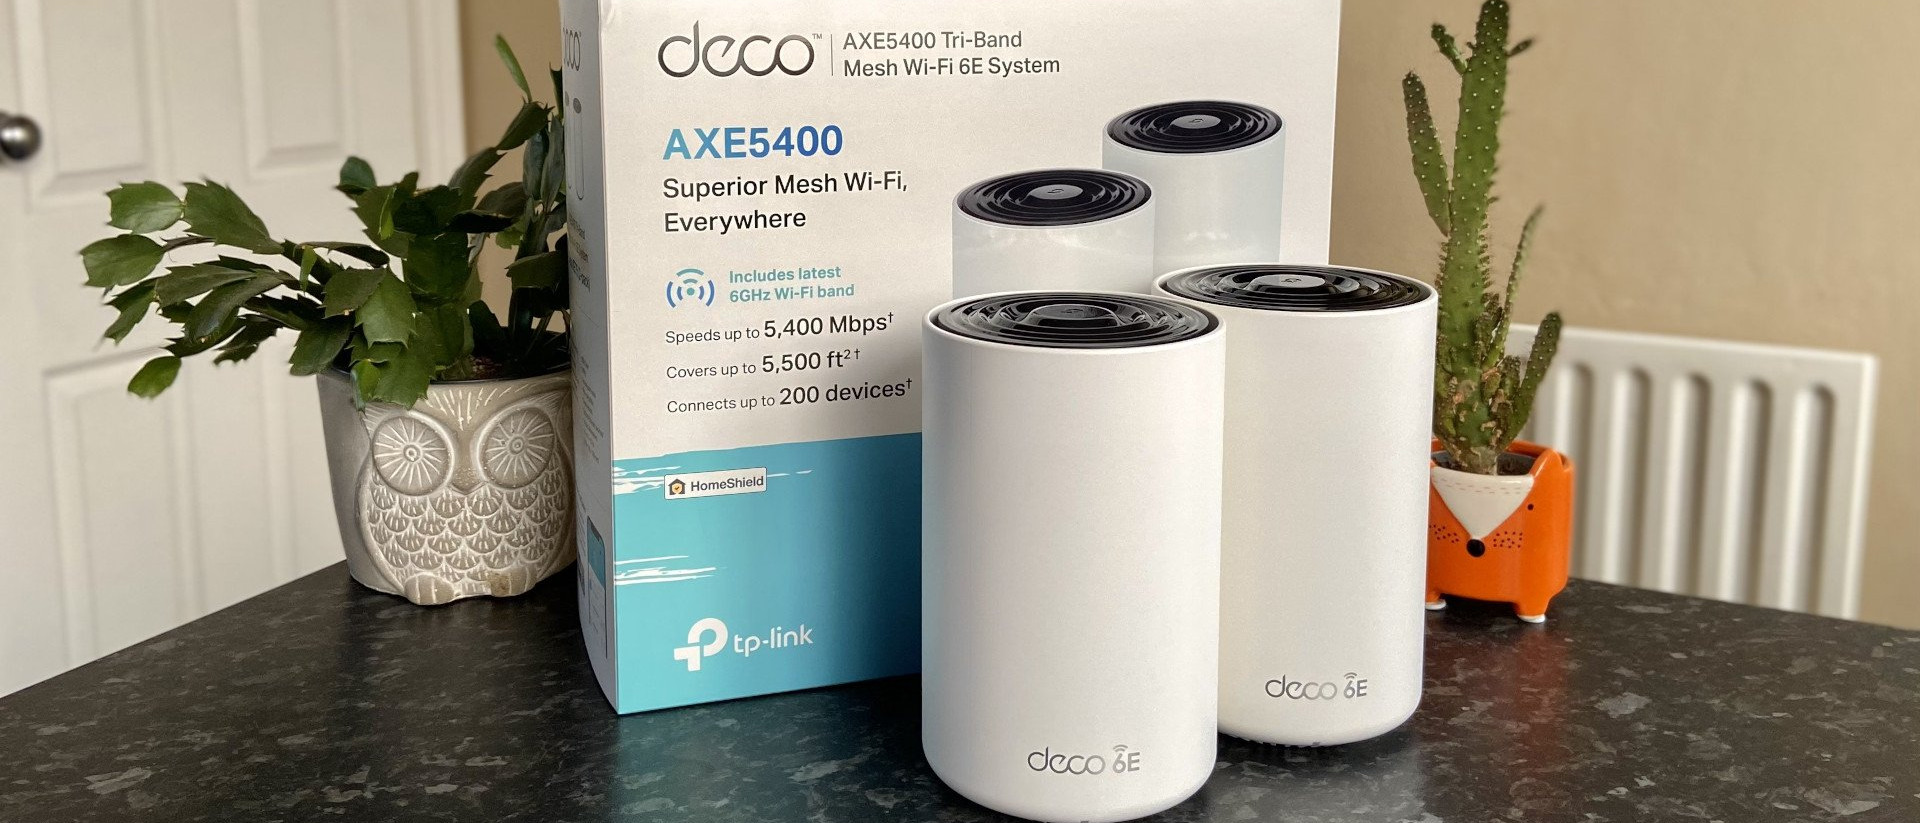 deco™
AXE5400 Tri-Band
Mesh Wi-Fi 6E System
AXE5400
Superior Mesh Wi-Fi,
Everywhere
Includes latest
6GHz Wi-Fi band
Speeds up to 5,400 Mbps†
Covers up to 5,500 ft²†
Connects up to 200 devices†
HomeShield
tp-link
deco 6E
deco 6E